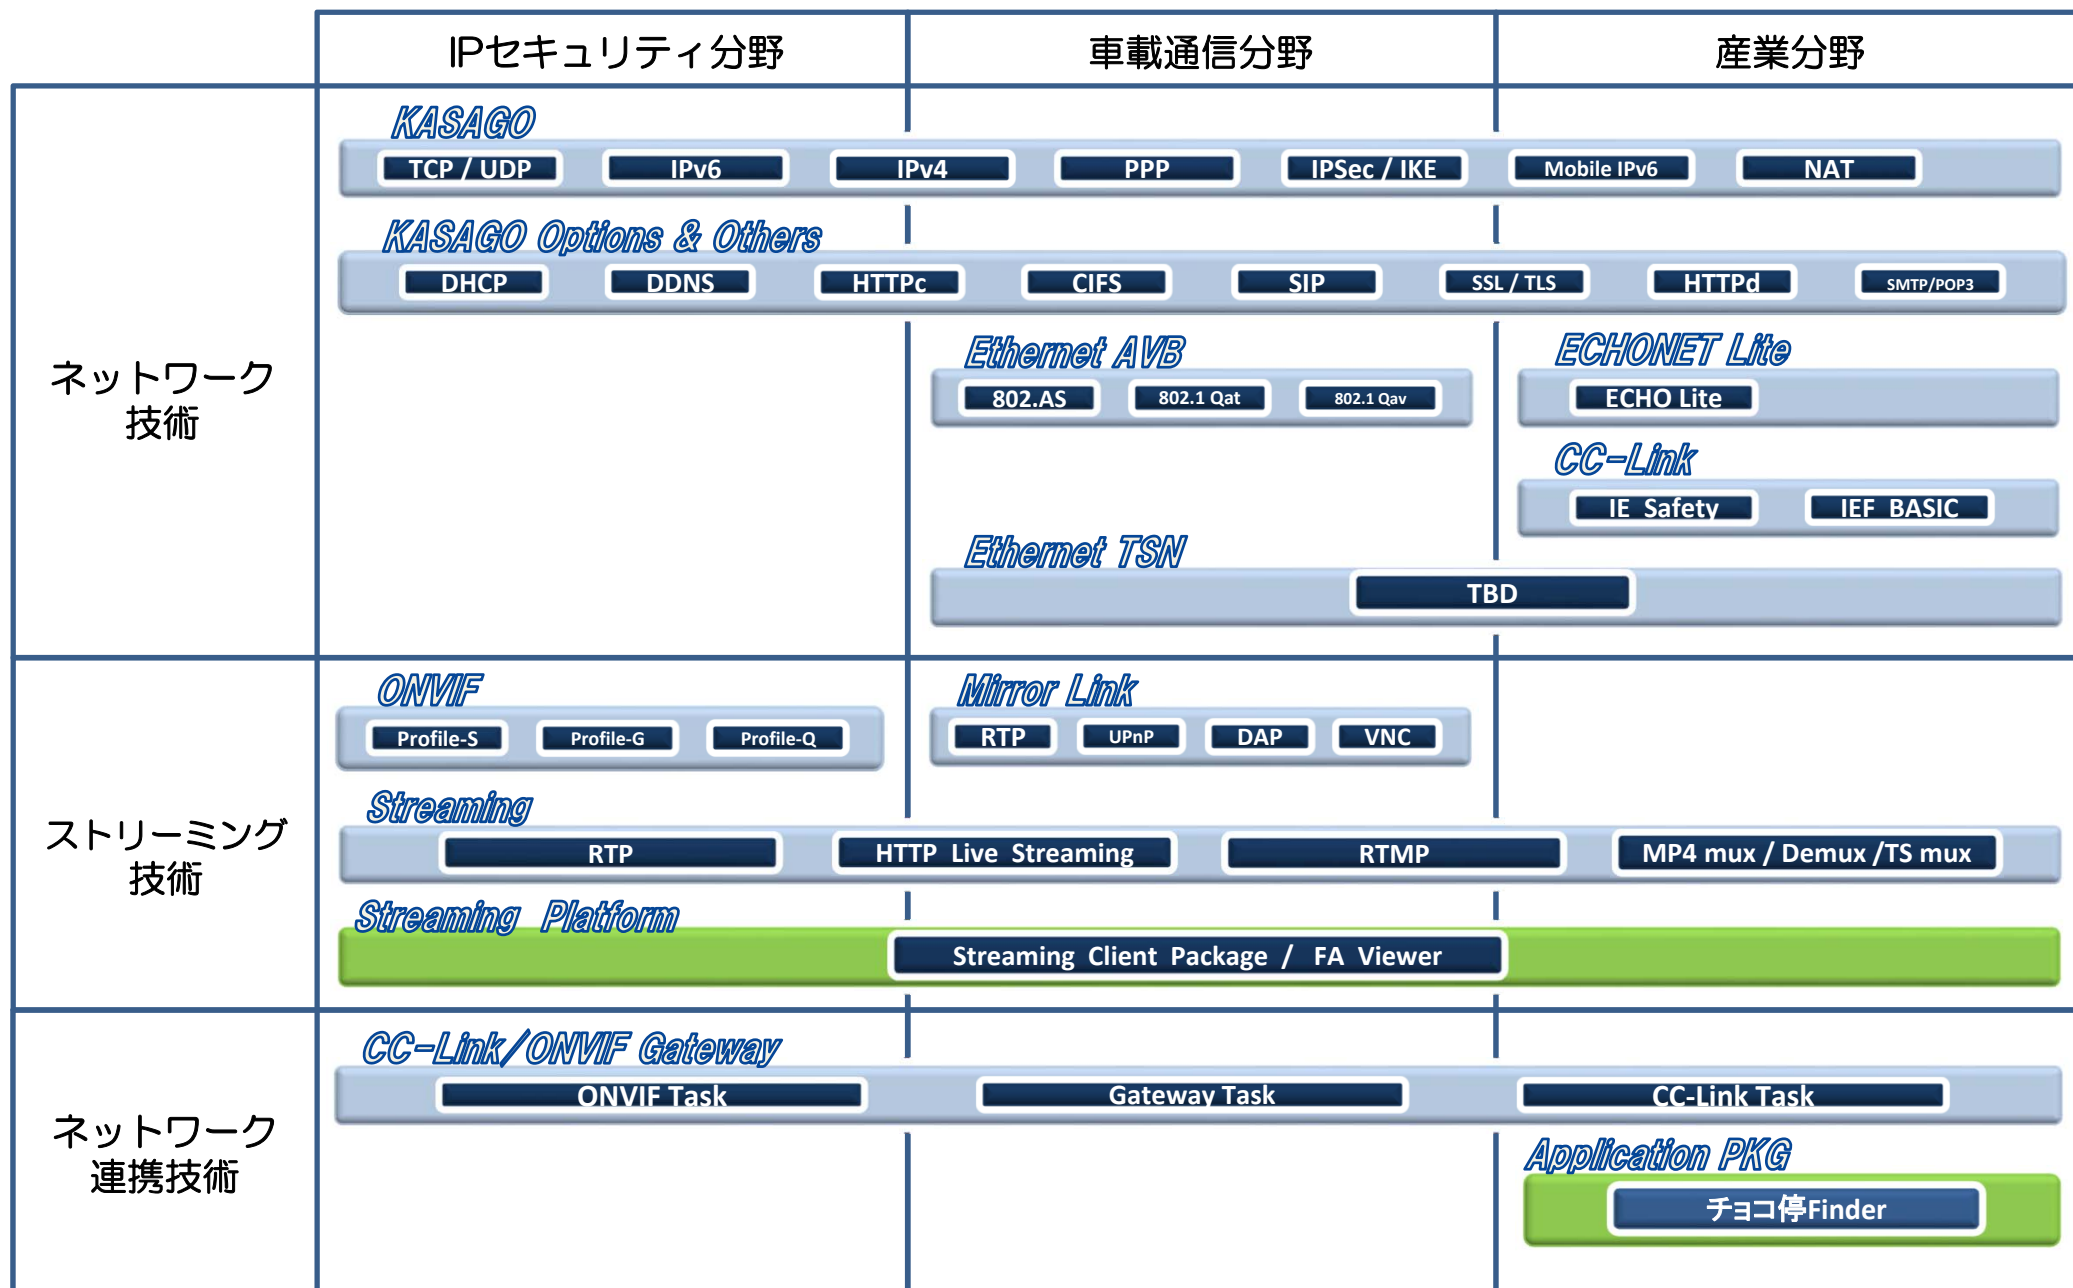 IPセキュリティ分野 車載通信分野 産業分野
ネットワーク
技術
KASAGO
TCP / UDP IPv6 IPv4 PPP IPSec / IKE Mobile IPv6 NAT
KASAGO Options & Others
DHCP DDNS HTTPc CIFS SIP SSL / TLS HTTPd SMTP/POP3
Ethernet AVB
802.AS 802.1 Qat 802.1 Qav
ECHONET Lite
ECHO Lite
CC-Link
IE Safety IEF BASIC
Ethernet TSN
TBD
ストリーミング
技術
ONVIF
Profile-S Profile-G Profile-Q
Mirror Link
RTP UPnP DAP VNC
Streaming
RTP HTTP Live Streaming RTMP MP4 mux / Demux /TS mux
Streaming Platform
Streaming Client Package / FA Viewer
ネットワーク
連携技術
CC-Link/ONVIF Gateway
ONVIF Task Gateway Task CC-Link Task
Application PKG
チョコ停Finder